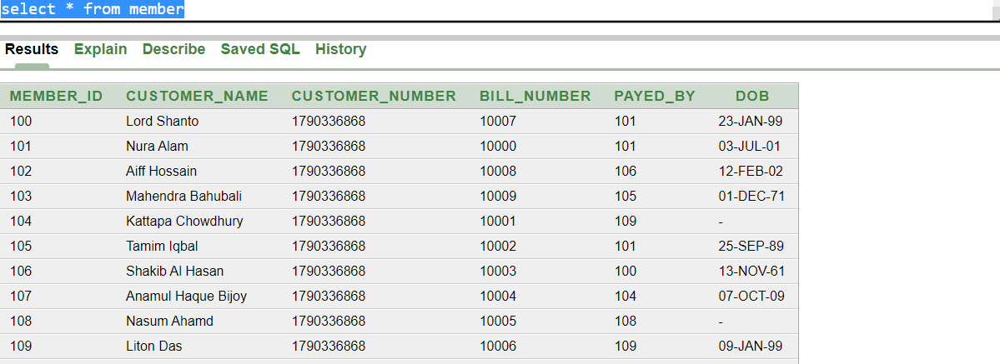 select * from member
Results Explain Describe Saved SQL History
MEMBER_ID CUSTOMER_NAME CUSTOMER_NUMBER BILL_NUMBER PAYED_BY DOB
100 Lord Shanto 1790336868 10007 101 23-JAN-99
101 Nura Alam 1790336868 10000 101 03-JUL-01
102 Aiff Hossain 1790336868 10008 106 12-FEB-02
103 Mahendra Bahubali 1790336868 10009 105 01-DEC-71
104 Kattapa Chowdhury 1790336868 10001 109 -
105 Tamim Iqbal 1790336868 10002 101 25-SEP-89
106 Shakib Al Hasan 1790336868 10003 100 13-NOV-61
107 Anamul Haque Bijoy 1790336868 10004 104 07-OCT-09
108 Nasum Ahamd 1790336868 10005 108 -
109 Liton Das 1790336868 10006 109 09-JAN-99